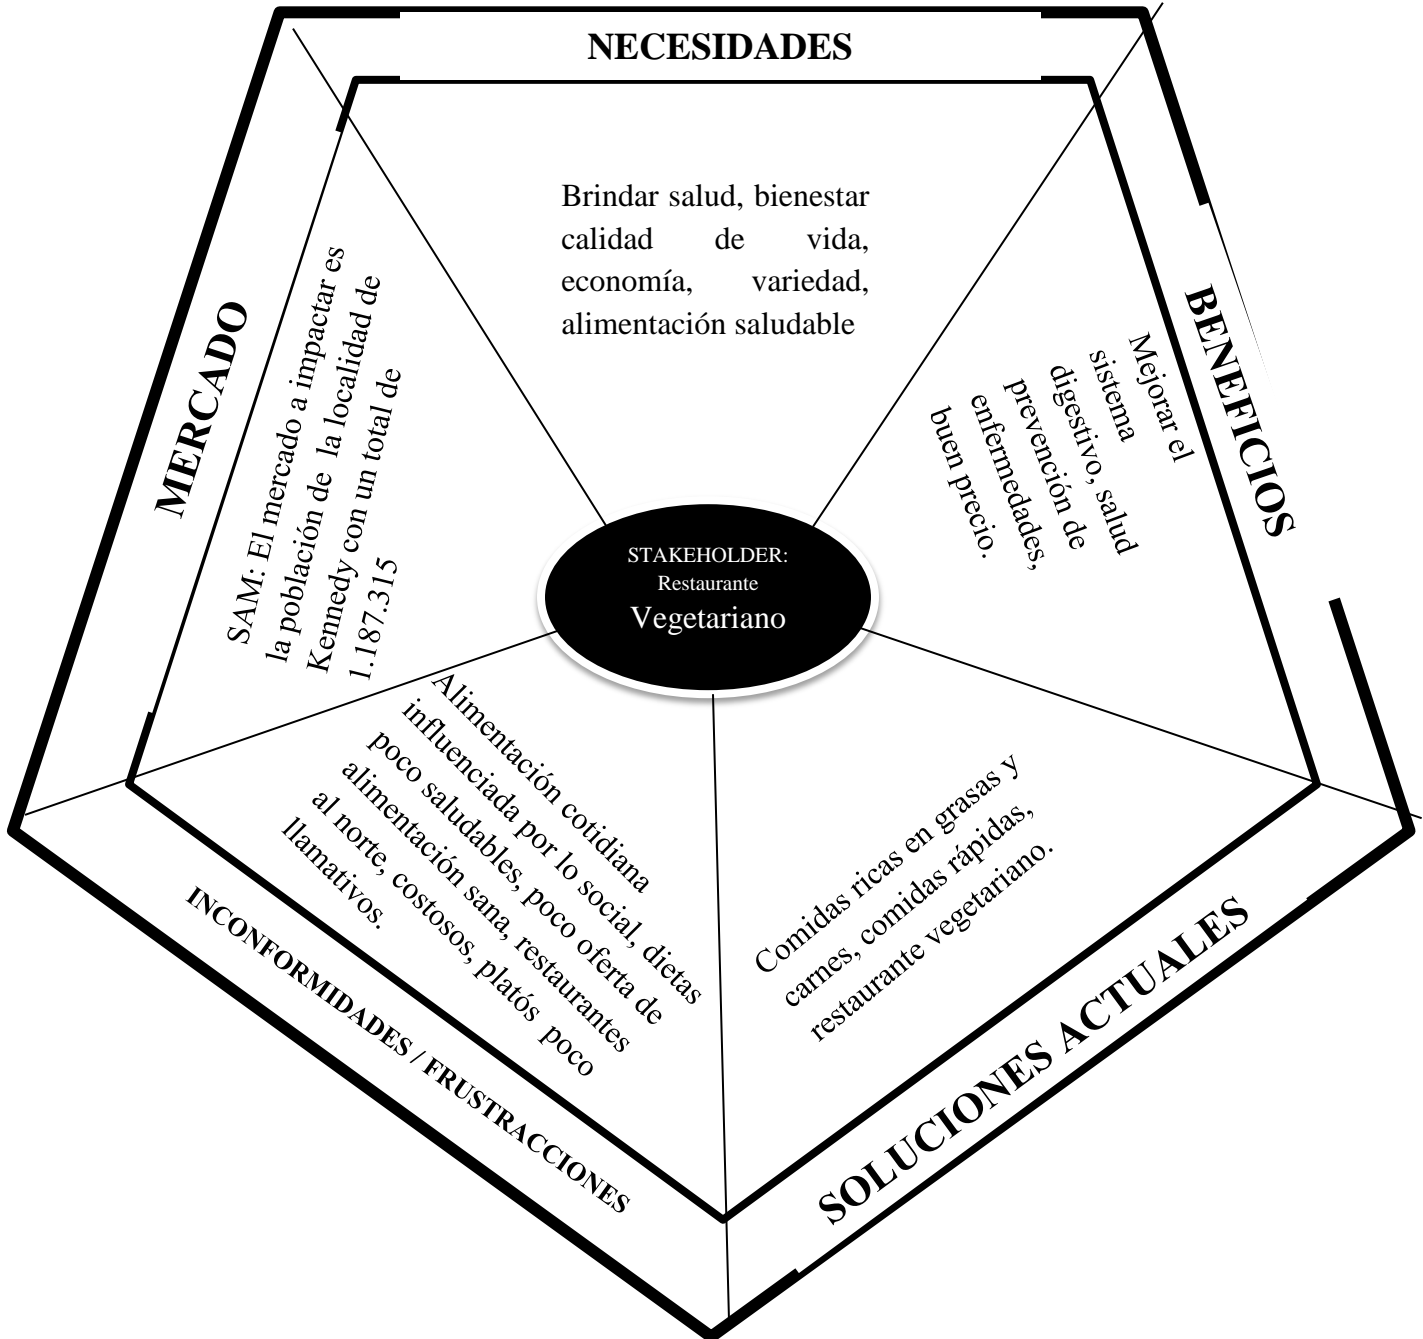 NECESIDADES
Brindar salud, bienestar
calidad de vida,
economía, variedad,
alimentación saludable
BENEFICIOS
Mejorar el
sistema
digestivo, salud
prevención de
enfermedades,
buen precio.
MERCADO
SAM: El mercado a impactar es
la población de la localidad de
Kennedy con un total de
1.187.315
STAKEHOLDER:
Restaurante
Vegetariano
Alimentación cotidiana
influenciada por lo social, dietas
poco saludables, poco oferta de
alimentación sana, restaurantes
al norte, costosos, platós poco
llamativos.
INCONFORMIDADES / FRUSTRACCIONES
Comidas ricas en grasas y
carnes, comidas rápidas,
restaurante vegetariano.
SOLUCIONES ACTUALES